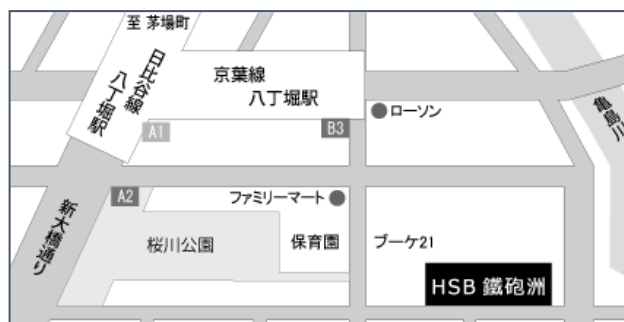 至 茅場町
日比谷線
八丁堀駅
京葉線
八丁堀駅
A1
B3
ローソン
亀島川
A2
ファミリーマート
新大橋通り
桜川公園
保育園
ブーケ21
HSB 鐵砲洲